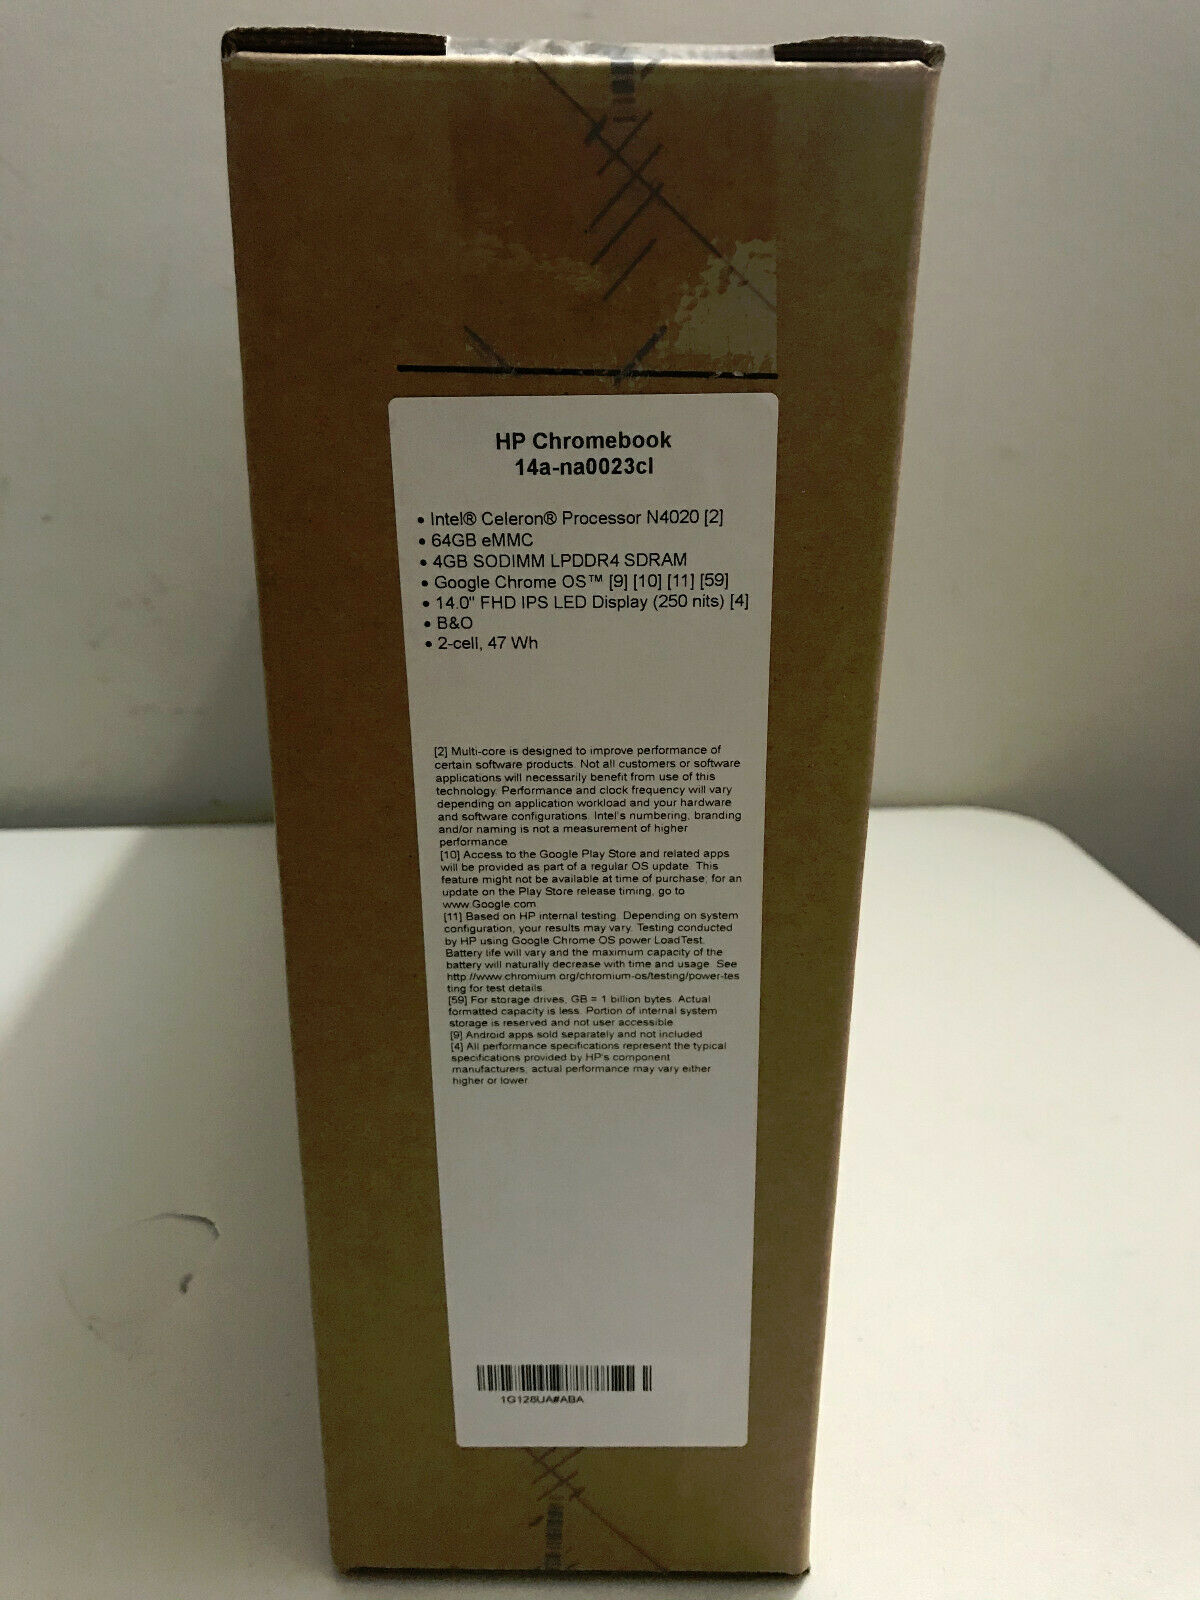 HP Chromebook
14a-na0023cl
• Intel® Celeron® Processor N4020 [2]
• 64GB eMMC
• 4GB SODIMM LPDDR4 SDRAM
• Google Chrome OS™ [9] [10] [11] [59]
• 14.0" FHD IPS LED Display (250 nits) [4]
• B&O
• 2-cell, 47 Wh
[2] Multi-core is designed to improve performance of
certain software products. Not all customers or software
applications will necessarily benefit from use of this
technology. Performance and clock frequency will vary
depending on application workload and your hardware
and software configurations. Intel's numbering, branding
and/or naming is not a measurement of higher
performance
[10] Access to the Google Play Store and related apps
will be provided as part of a regular OS update. This
feature might not be available at time of purchase; for an
update on the Play Store release timing, go to
www.Google.com
[11] Based on HP internal testing. Depending on system
configuration, your results may vary. Testing conducted
by HP using Google Chrome OS power LoadTest.
Battery life will vary and the maximum capacity of the
battery will naturally decrease with time and usage. See
http://www.chromium.org/chromium-os/testing/power-tes
ting for test details.
[59] For storage drives, GB = 1 billion bytes. Actual
formatted capacity is less. Portion of internal system
storage is reserved and not user accessible
[9] Android apps sold separately and not included
[4] All performance specifications represent the typical
specifications provided by HP's component
manufacturers; actual performance may vary either
higher or lower.
1G128UA#ABA